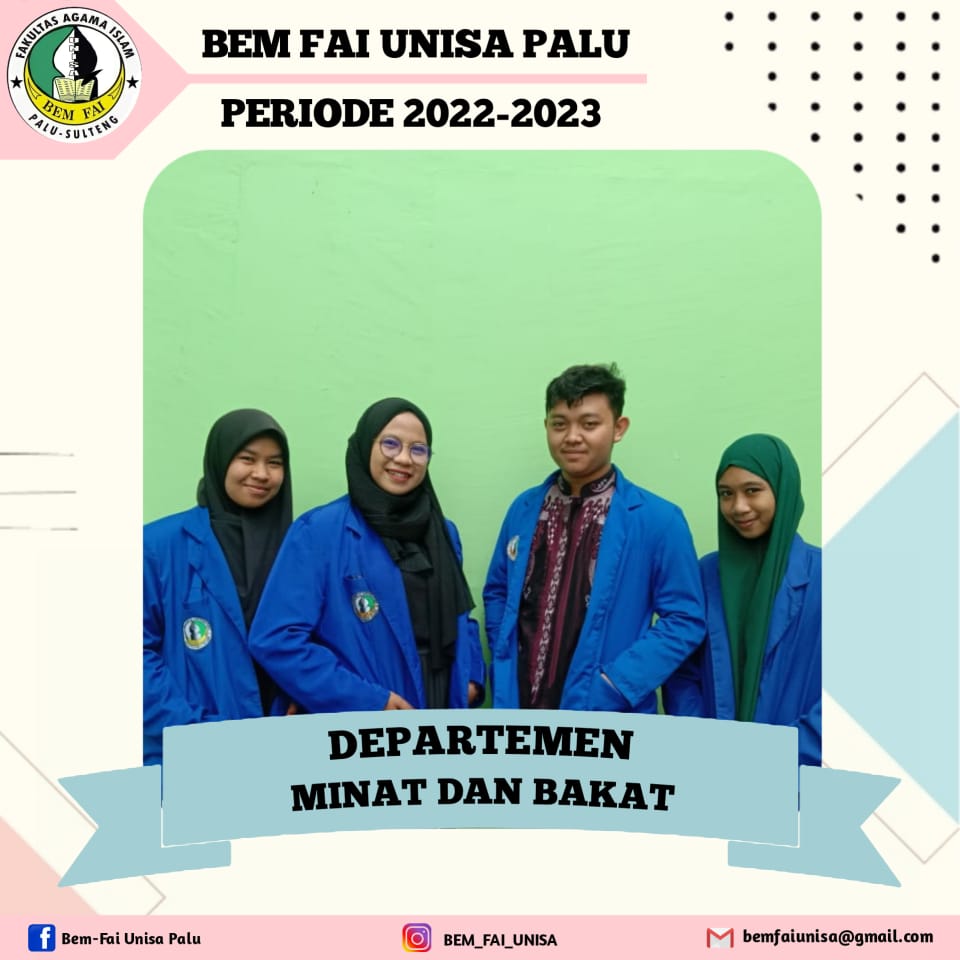 FAKULTAS AGAMA ISLAM
BEM FAI
PALU-SULTENG
BEM FAI UNISA PALU
PERIODE 2022-2023
DEPARTEMEN
MINAT DAN BAKAT
Bem-Fai Unisa Palu
BEM_FAI_UNISA
bemfaiunisa@gmail.com